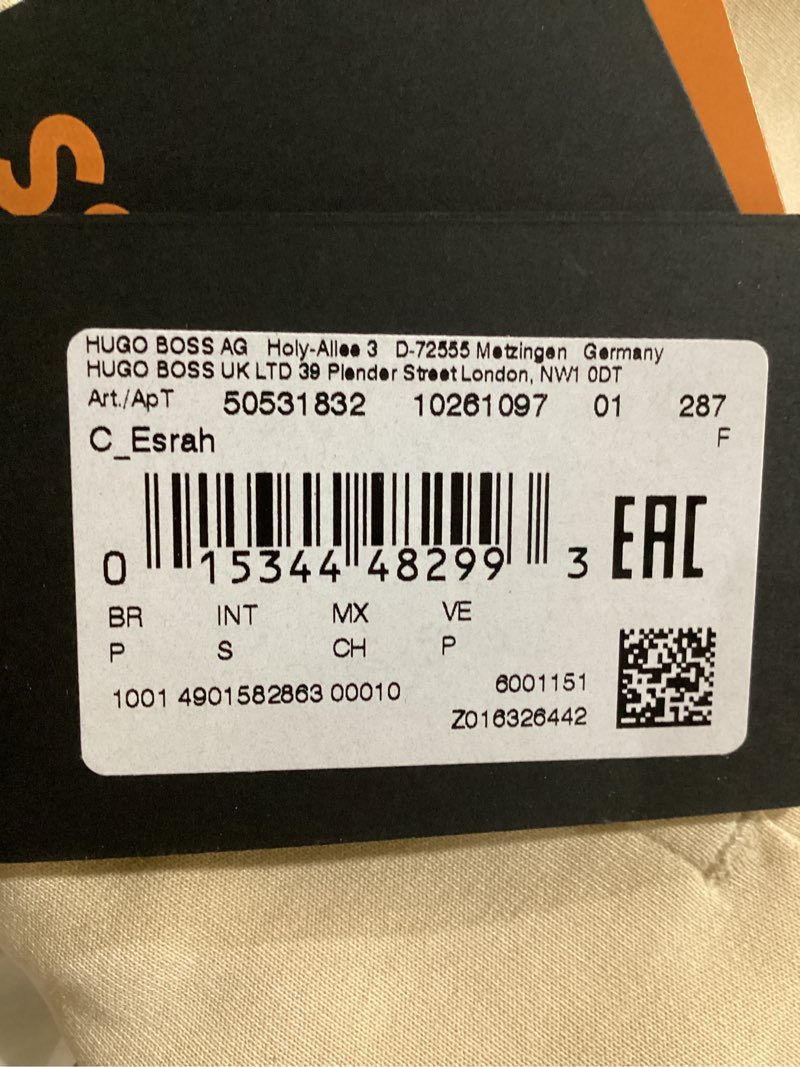 S
HUGO BOSS AG Holy-Allee 3 D-72555 Metzingen Germany
HUGO BOSS UK LTD 39 Plender Street London, NW1 0DT
Art./АрТ 50531832 10261097 01 287
C_Esrah F
0 15344 48299 3
EAC
BR INT MX VE
P S CH P
1001 4901582863 00010 6001151
Z016326442